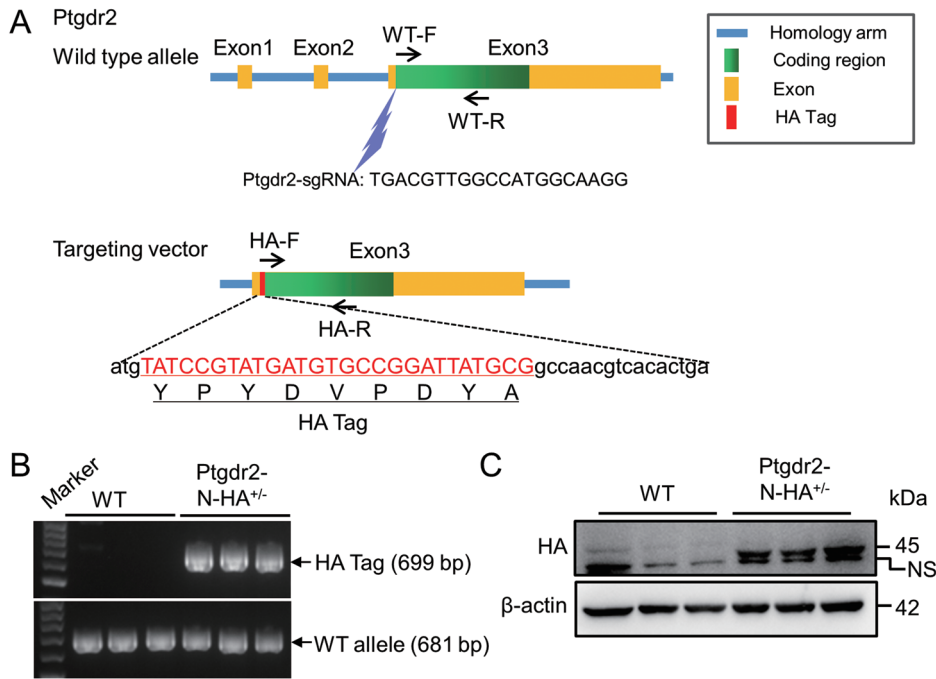 A
Ptgdr2
Wild type allele
Exon1
Exon2
WT-F
Exon3
WT-R
Ptgdr2-sgRNA: TGACGTTGGCCATGGCAAGG
Homology arm
Coding region
Exon
HA Tag
Targeting vector
HA-F
Exon3
HA-R
atgTATCCGTATGATGTGCCGGATTATGCGgccaacgtcacactga
Y P Y D V P D Y A
HA Tag
B
Marker
WT
Ptgdr2-
N-HA+/-
HA Tag (699 bp)
WT allele (681 bp)
C
WT
Ptgdr2-
N-HA+/-
kDa
HA
45
NS
β-actin
42